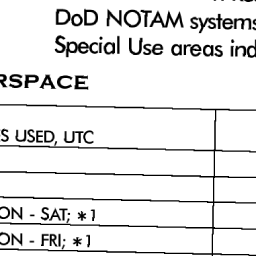 DoD NOTAM systems
Special Use areas ind
RSPACE
S USED, UTC
ON - SAT; *1
ON - FRI; *1